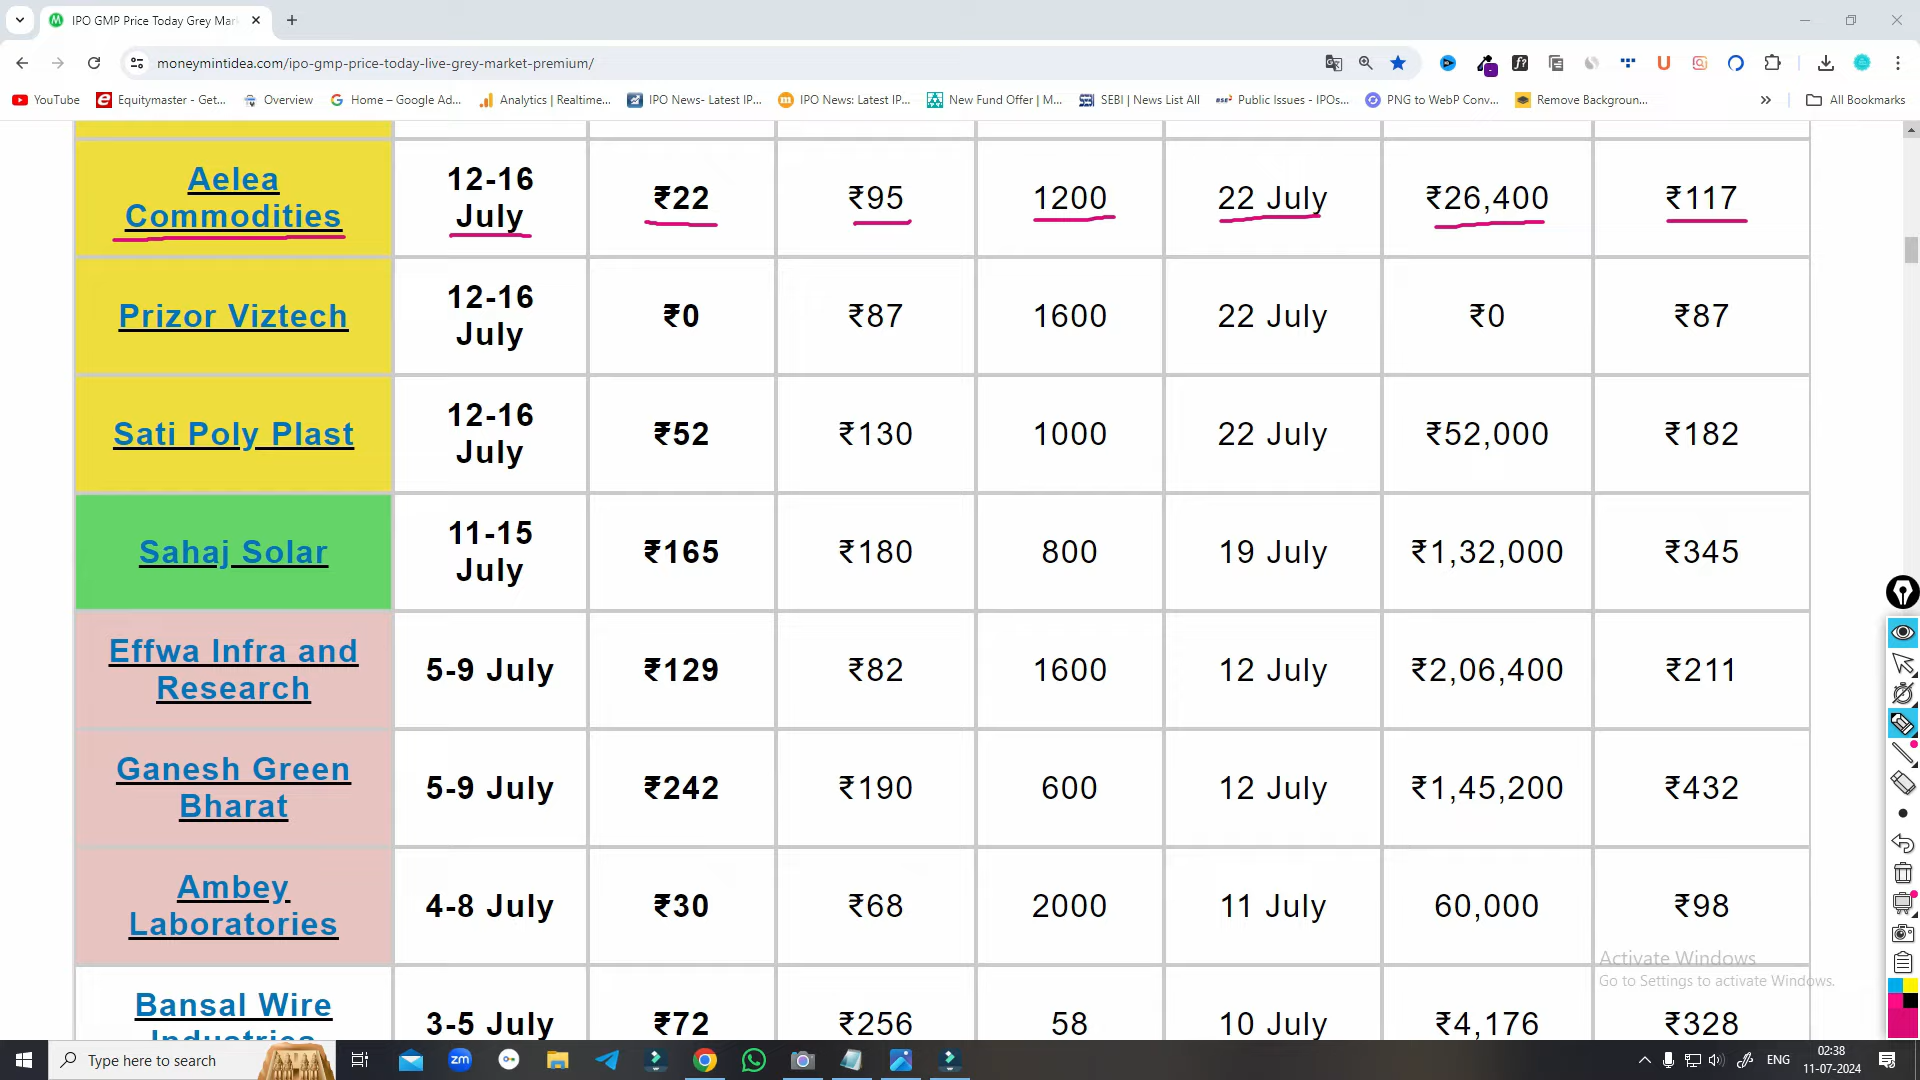 IPO GMP Price Today Grey Mar
moneymintidea.com/ipo-gmp-price-today-live-grey-market-premium/
YouTube
Equitymaster - Get...
Overview
Home – Google Ad...
Analytics | Realtime...
IPO News- Latest IP...
IPO News: Latest IP...
New Fund Offer | M...
SEBI | News List All
Public Issues - IPOs...
PNG to WebP Conv...
Remove Backgroun...
All Bookmarks
Aelea
Commodities
12-16
July
₹22
₹95
1200
22 July
₹26,400
₹117
Prizor Viztech
12-16
July
₹0
₹87
1600
22 July
₹0
₹87
Sati Poly Plast
12-16
July
₹52
₹130
1000
22 July
₹52,000
₹182
Sahaj Solar
11-15
July
₹165
₹180
800
19 July
₹1,32,000
₹345
Effwa Infra and
Research
5-9 July
₹129
₹82
1600
12 July
₹2,06,400
₹211
Ganesh Green
Bharat
5-9 July
₹242
₹190
600
12 July
₹1,45,200
₹432
Ambey
Laboratories
4-8 July
₹30
₹68
2000
11 July
60,000
₹98
Bansal Wire
Industries
3-5 July
₹72
₹256
58
10 July
₹4,176
₹328
Activate Windows
Go to Settings to activate Windows.
Type here to search
zm
ENG
02:38
11-07-2024